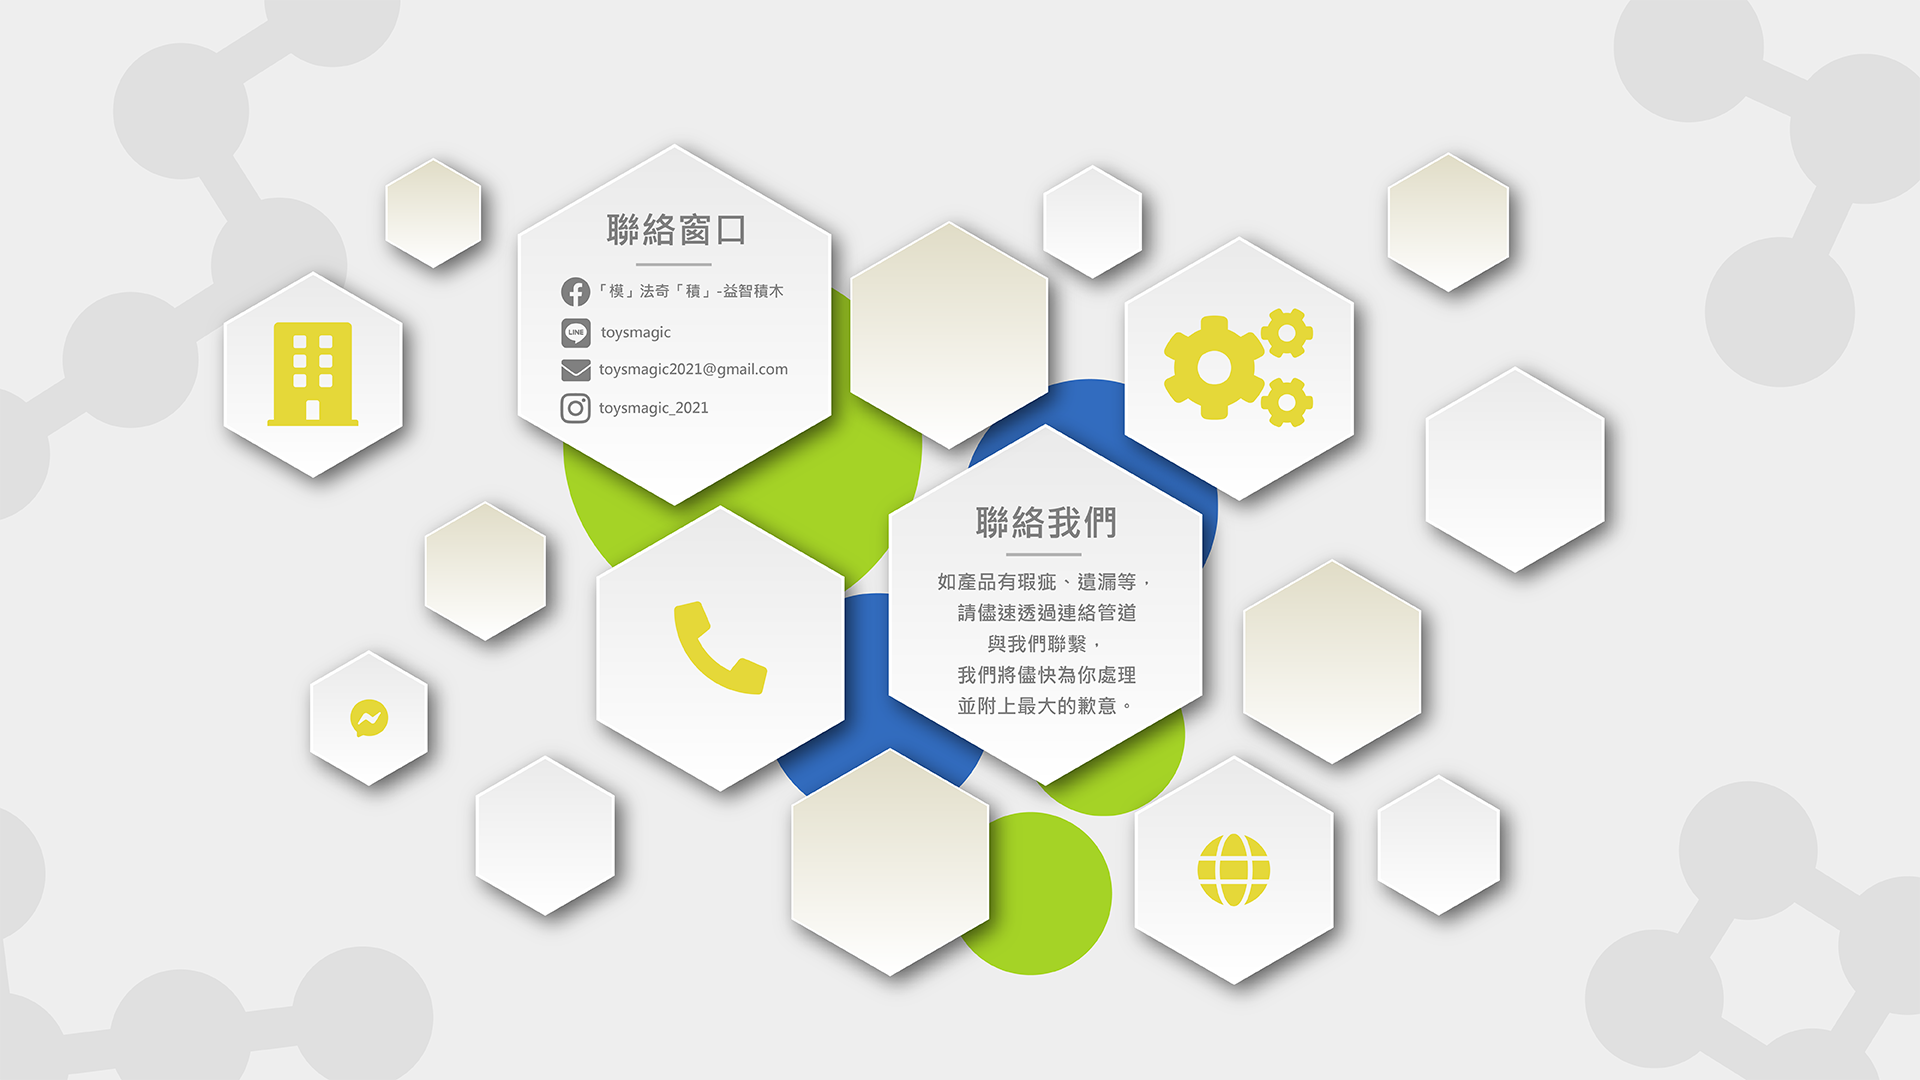 聯絡窗口
「模」法奇「積」-益智積木
LINE
toysmagic
toysmagic2021@gmail.com
toysmagic_2021
聯絡我們
如產品有瑕疵、遺漏等，
請儘速透過連絡管道
與我們聯繫，
我們將儘快為你處理
並附上最大的歉意。